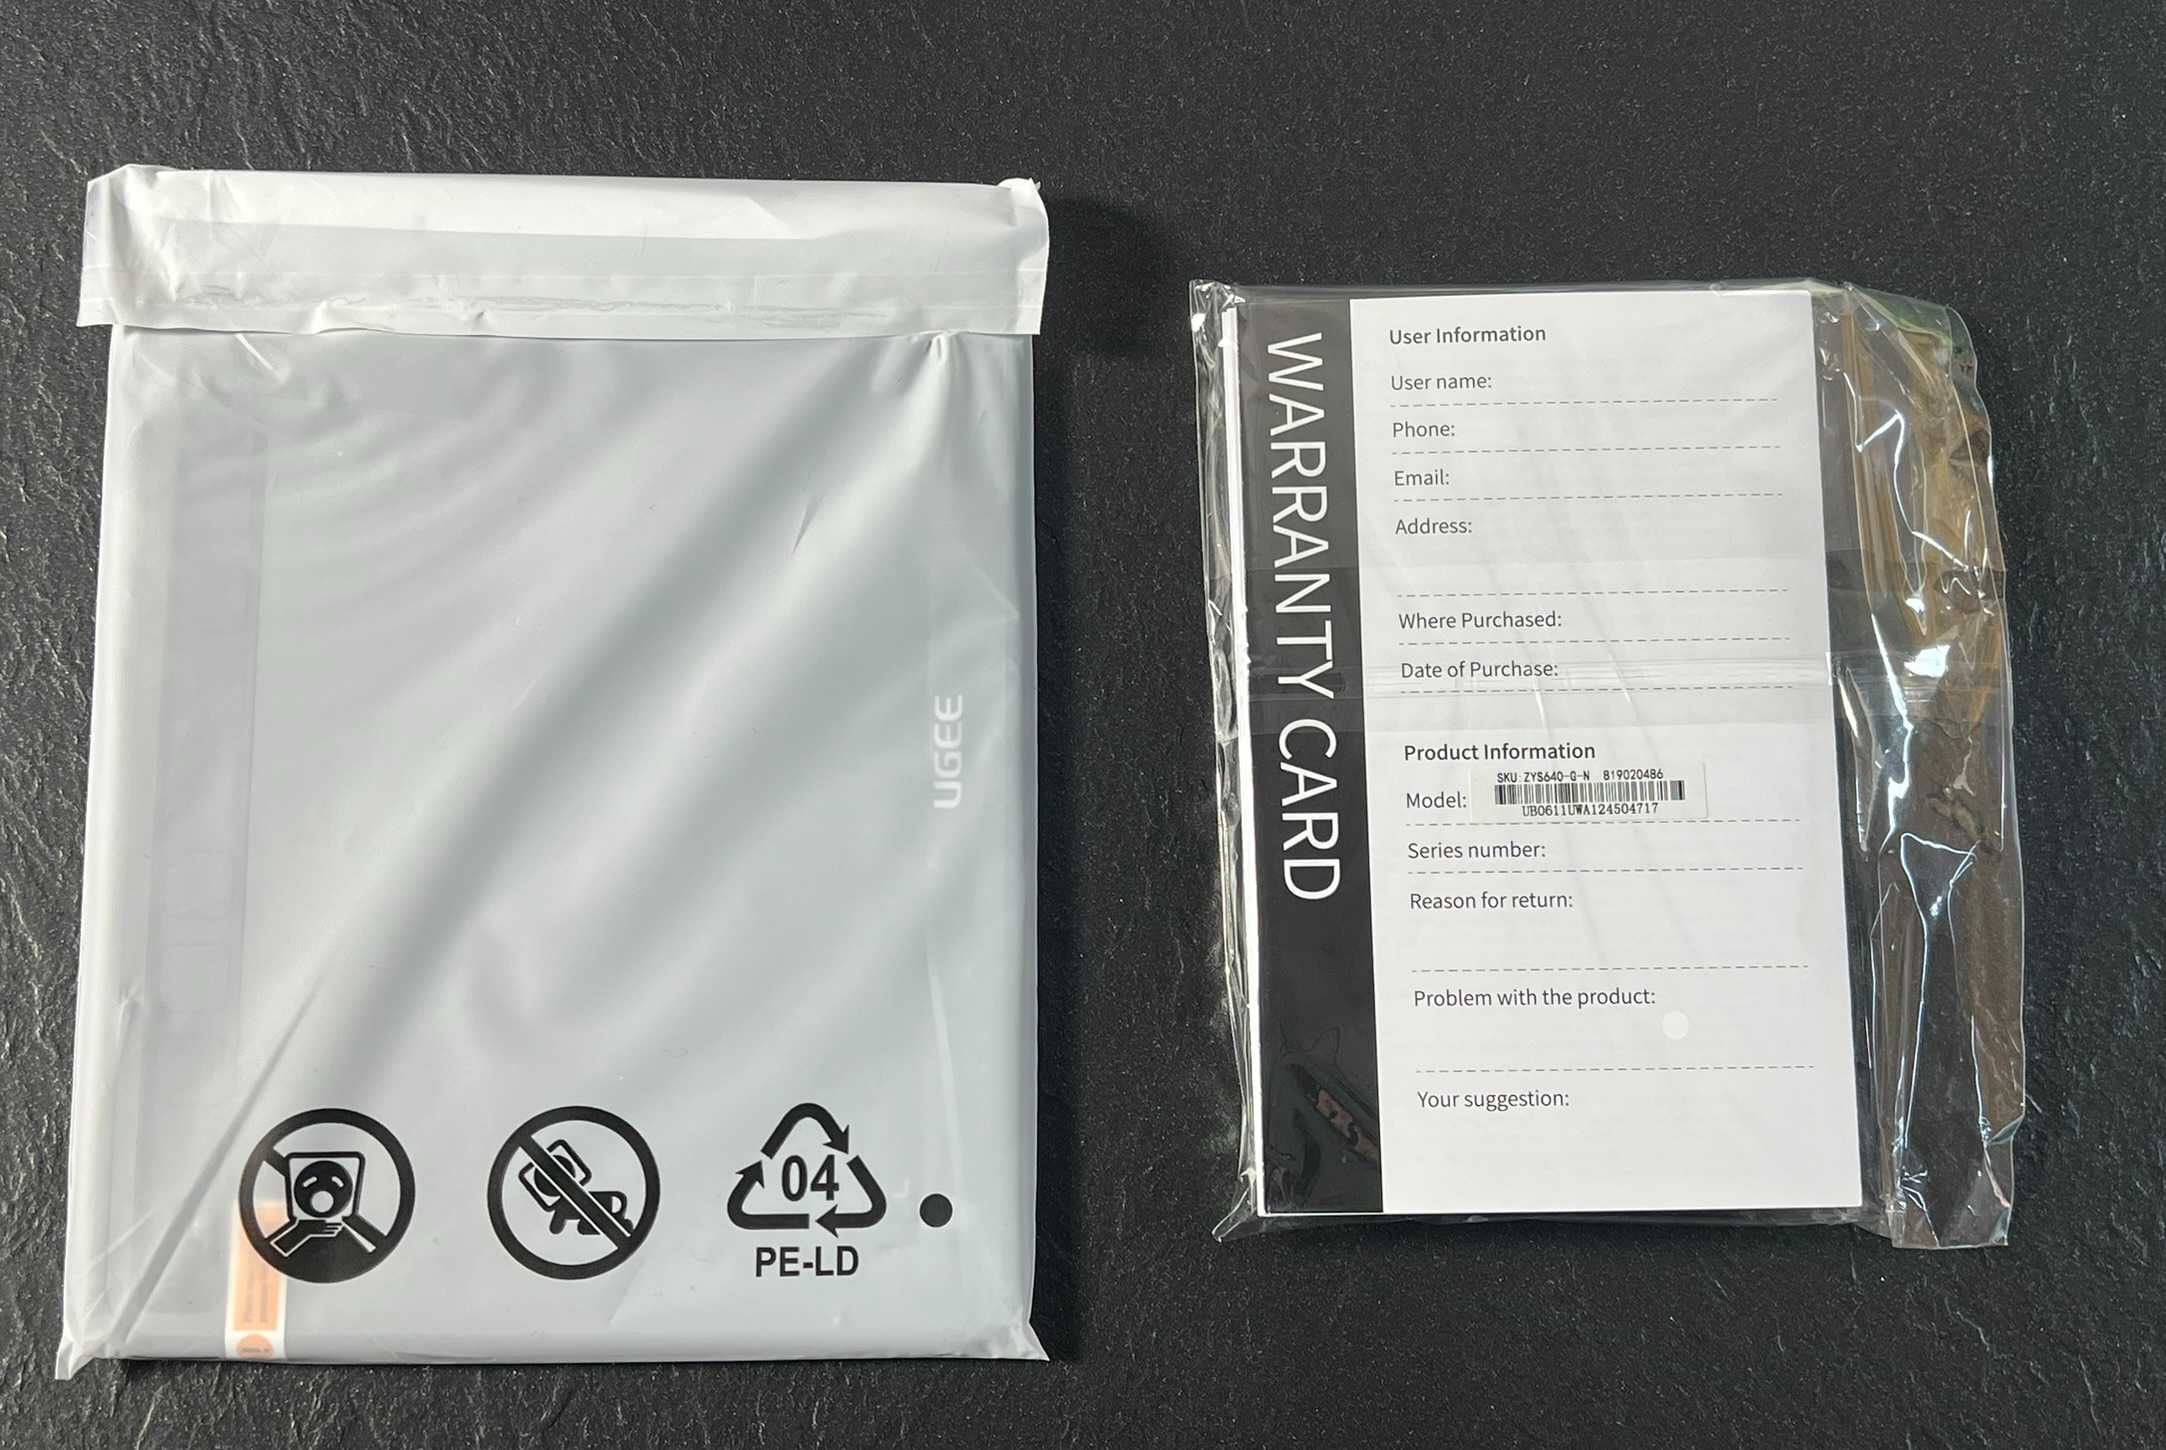 UGEE
04
PE-LD
WARRANTY CARD
User Information
User name:
Phone:
Email:
Address:
Where Purchased:
Date of Purchase:
Product Information
SKU:ZYS640-G-N 819020486
Model:
UB0611UWA124504717
Series number:
Reason for return:
Problem with the product:
Your suggestion: